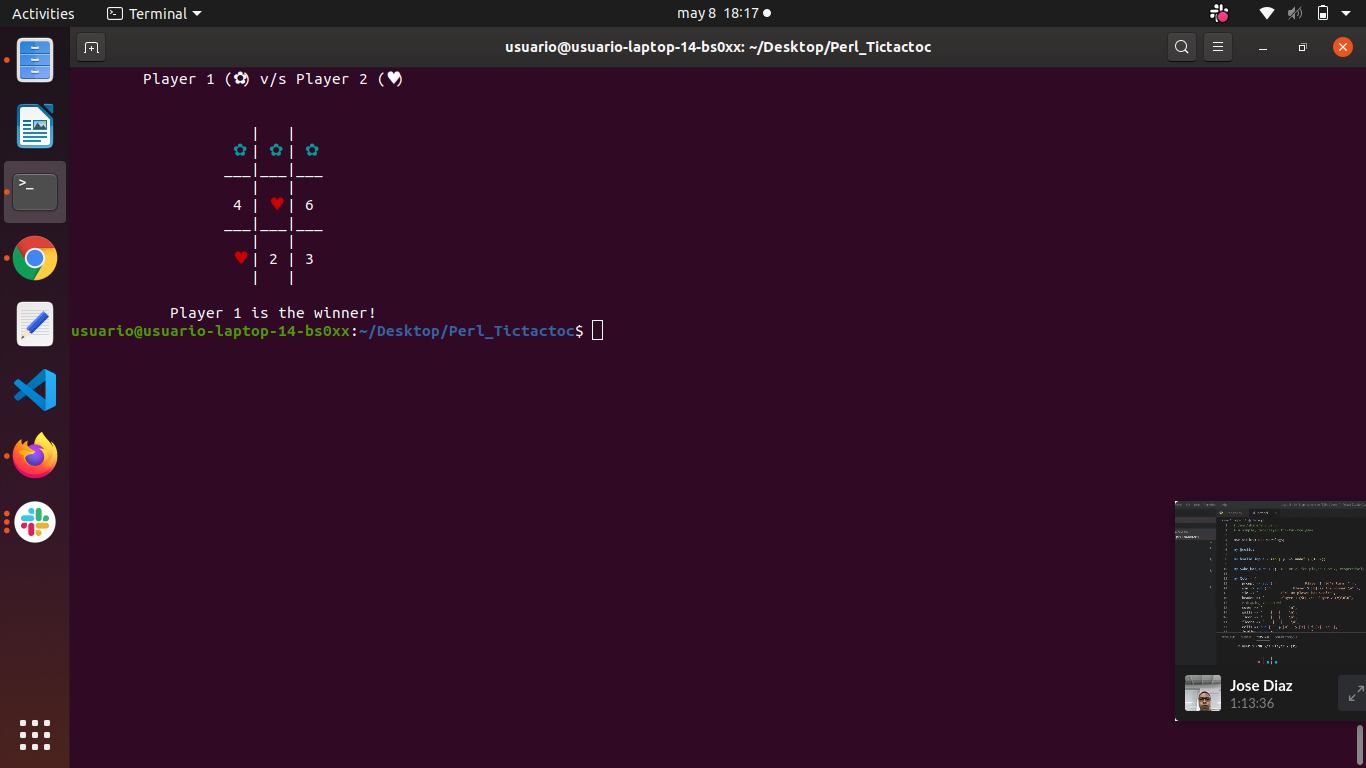 Activities Terminal may 8 18:17
usuario@usuario-laptop-14-bs0xx: ~/Desktop/Perl_Tictactoc
Player 1 (✿) v/s Player 2 (♥)
| |
✿ | ✿ | ✿
___|___|___
| |
4 | ♥ | 6
___|___|___
| |
♥ | 2 | 3
| |
Player 1 is the winner!
usuario@usuario-laptop-14-bs0xx:~/Desktop/Perl_Tictactoc$
Jose Diaz
1:13:36